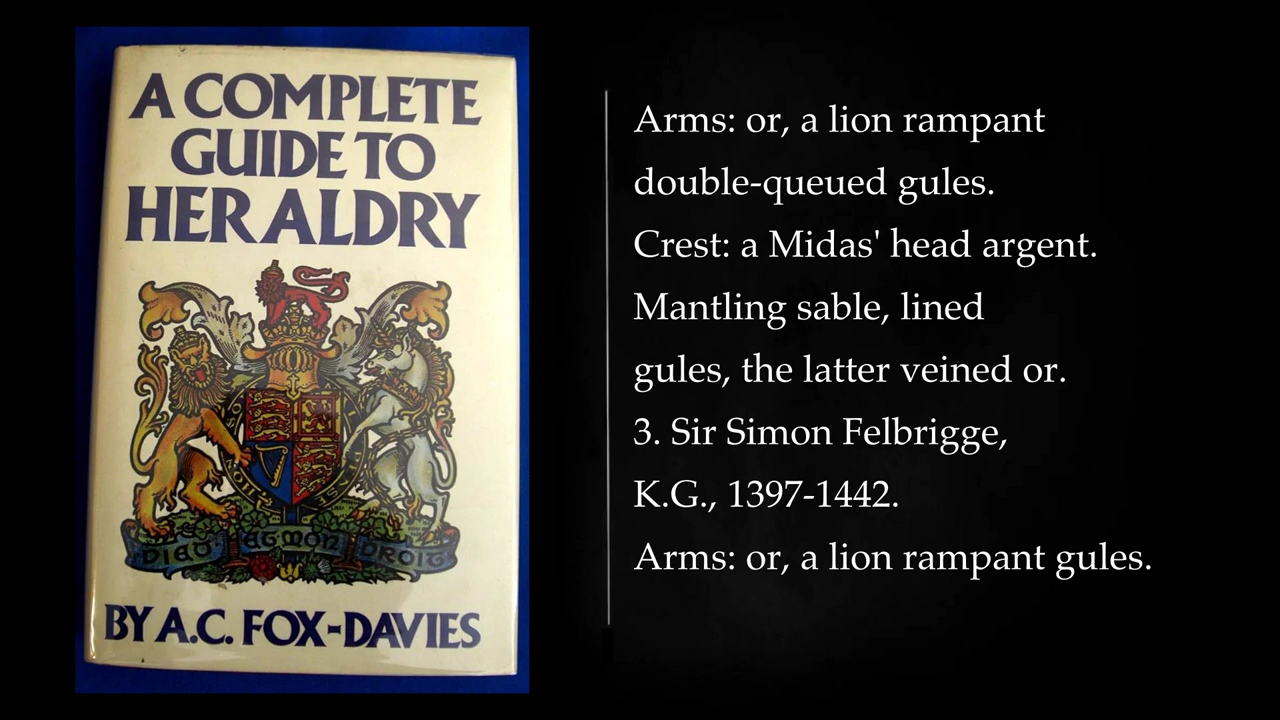 A COMPLETE
GUIDE TO
HERALDRY
DIEU ET MON DROIT
BY A.C. FOX-DAVIES
Arms: or, a lion rampant
double-queued gules.
Crest: a Midas' head argent.
Mantling sable, lined
gules, the latter veined or.
3. Sir Simon Felbrigge,
K.G., 1397-1442.
Arms: or, a lion rampant gules.